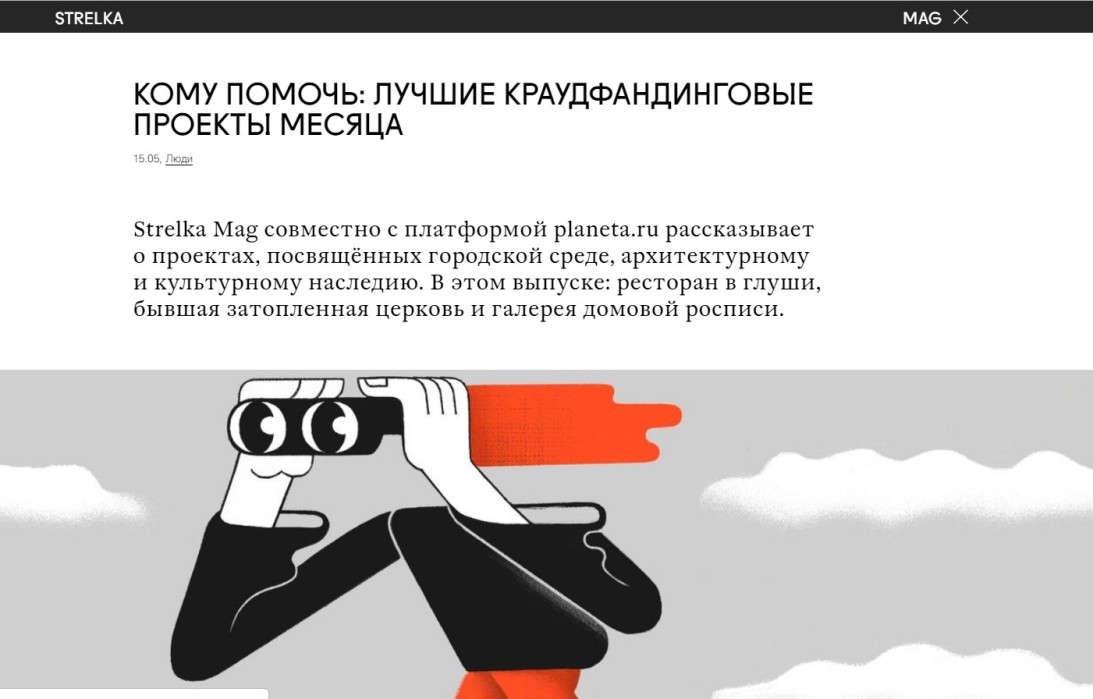 STRELKA
MAG
КОМУ ПОМОЧЬ: ЛУЧШИЕ КРАУДФАНДИНГОВЫЕ
ПРОЕКТЫ МЕСЯЦА
15.05, Люди
Strelka Mag совместно с платформой planeta.ru рассказывает
о проектах, посвящённых городской среде, архитектурному
и культурному наследию. В этом выпуске: ресторан в глуши,
бывшая затопленная церковь и галерея домовой росписи.